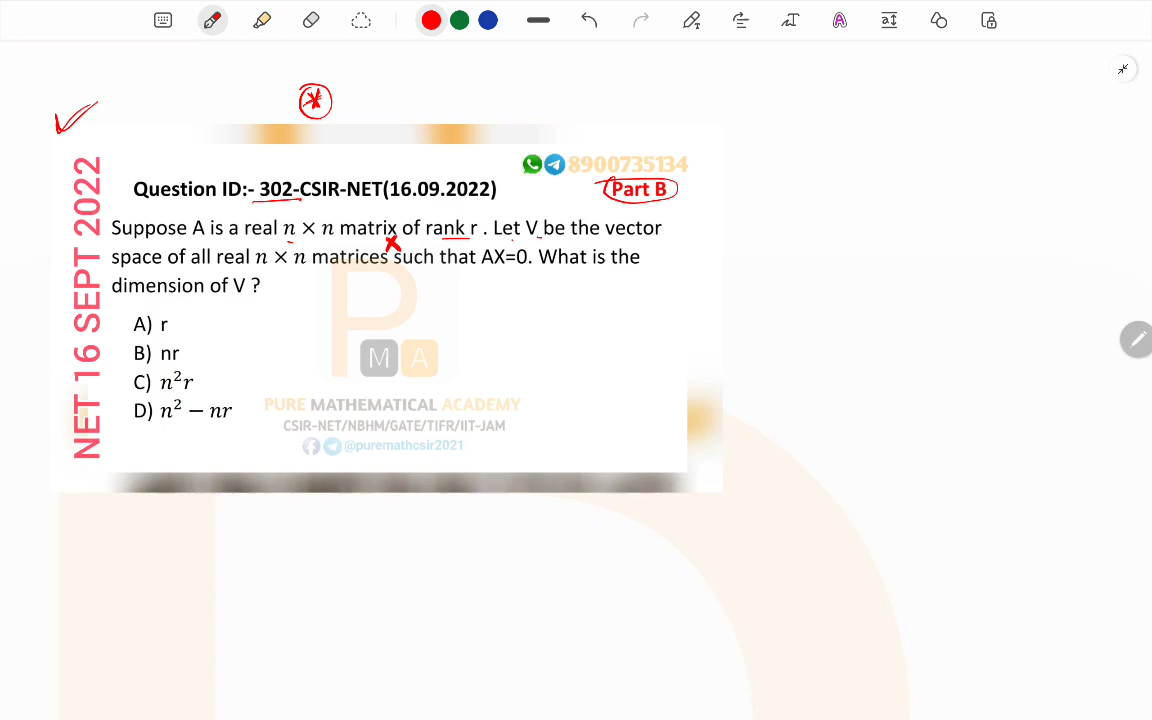 8900735134
Question ID:- 302-CSIR-NET(16.09.2022) Part B
Suppose A is a real n × n matrix of rank r . Let V be the vector
X
space of all real n × n matrices such that AX=0. What is the
dimension of V ?
A) r
B) nr
C) n²r
D) n² − nr
NET 16 SEPT 2022
P
M A
PURE MATHEMATICAL ACADEMY
CSIR-NET/NBHM/GATE/TIFR/IIT-JAM
@puremathcsir2021